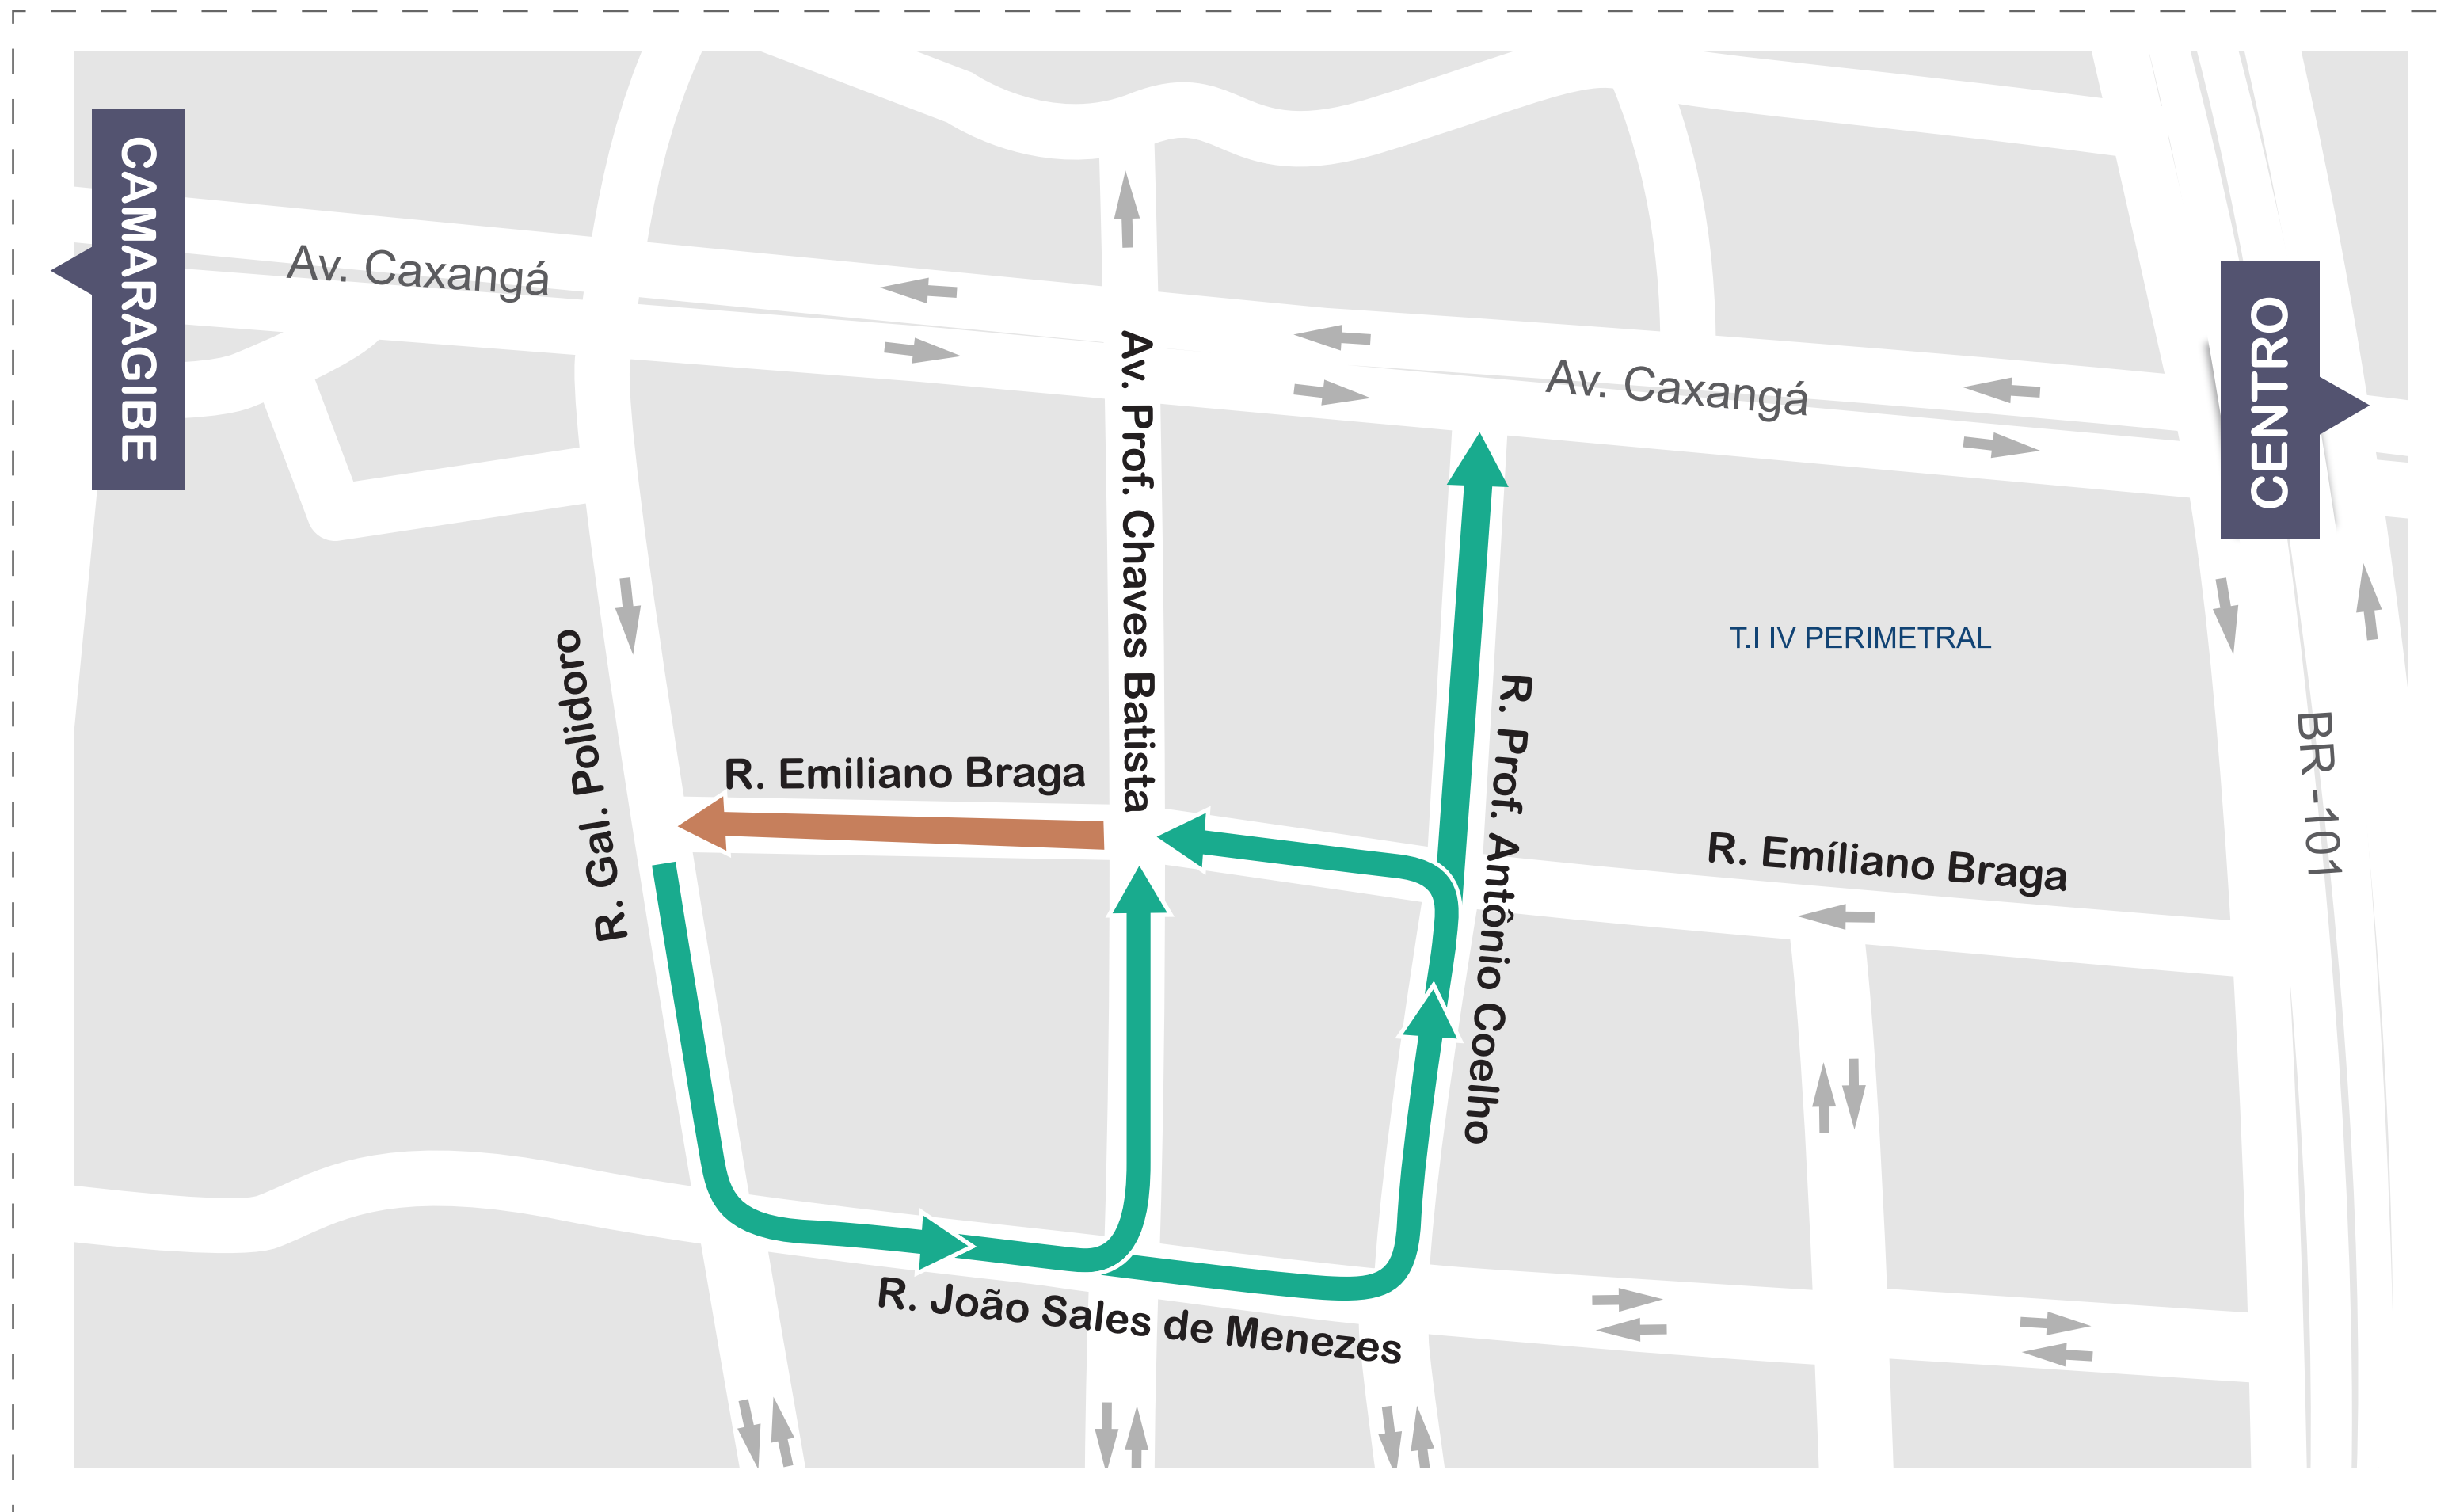 CAMARAGIBE
Av. Caxangá
Av. Prof. Chaves Batista
Av. Caxangá
CENTRO
T.I IV PERIMETRAL
R. Gal. Polidoro
R. Emiliano Braga
R. Prof. Antônio Coelho
R. Emíliano Braga
BR-101
R. João Sales de Menezes